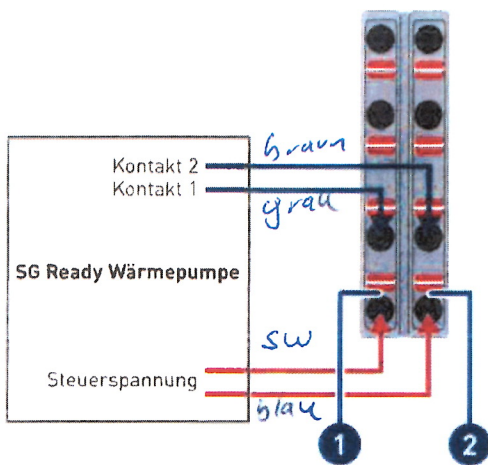 braun
Kontakt 2
Kontakt 1
grau
SG Ready Wärmepumpe
sw
Steuerspannung
blau
1
2